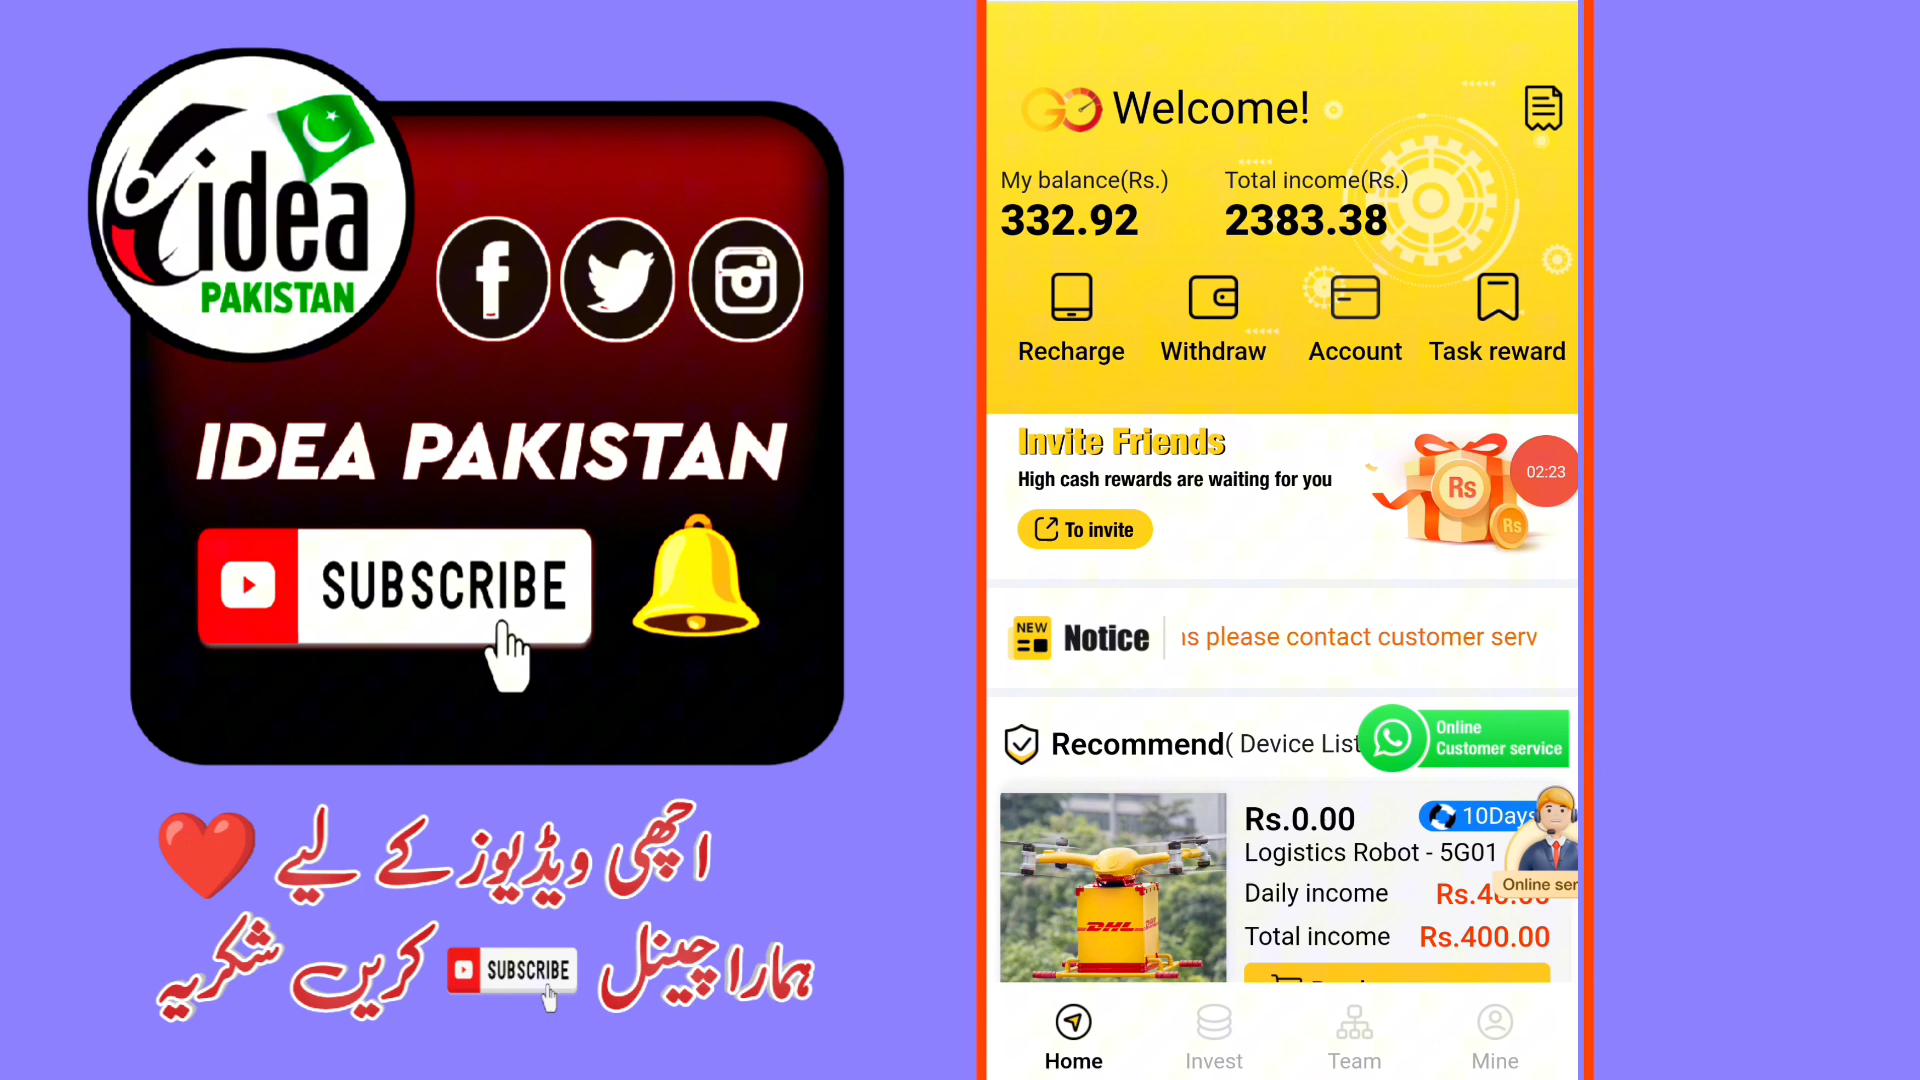 idea
PAKISTAN
IDEA PAKISTAN
SUBSCRIBE
اچھی ویڈیوز کے لیے
ہمارا چینل SUBSCRIBE کریں شکریہ
GO Welcome!
My balance(Rs.) Total income(Rs.)
332.92 2383.38
Recharge Withdraw Account Task reward
Invite Friends
High cash rewards are waiting for you
To invite
Rs
Rs
02:23
NEW
Notice
please contact customer serv
Recommend( Device List
Online
Customer service
Rs.0.00 10Days
Logistics Robot - 5G01
Daily income
Online ser
Total income Rs.400.00
DHL
Home Invest Team Mine